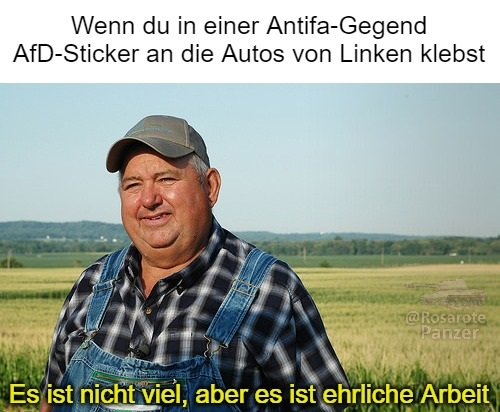 Wenn du in einer Antifa-Gegend
AfD-Sticker an die Autos von Linken klebst
@Rosarote
Panzer
Es ist nicht viel, aber es ist ehrliche Arbeit